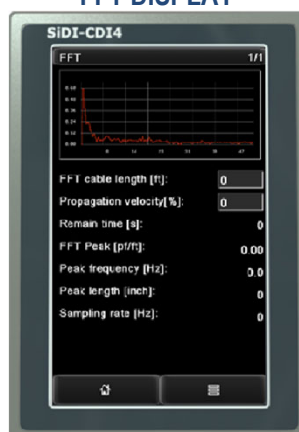 FFT DISPLAY
SiDI-CDI4
FFT 1/1
FFT cable length [ft]: 0
Propagation velocity[%]: 0
Remain time [s]: 0
FFT Peak [pf/ft]: 0.00
Peak frequency [Hz]: 0.0
Peak length [inch]: 0
Sampling rate [Hz]: 0